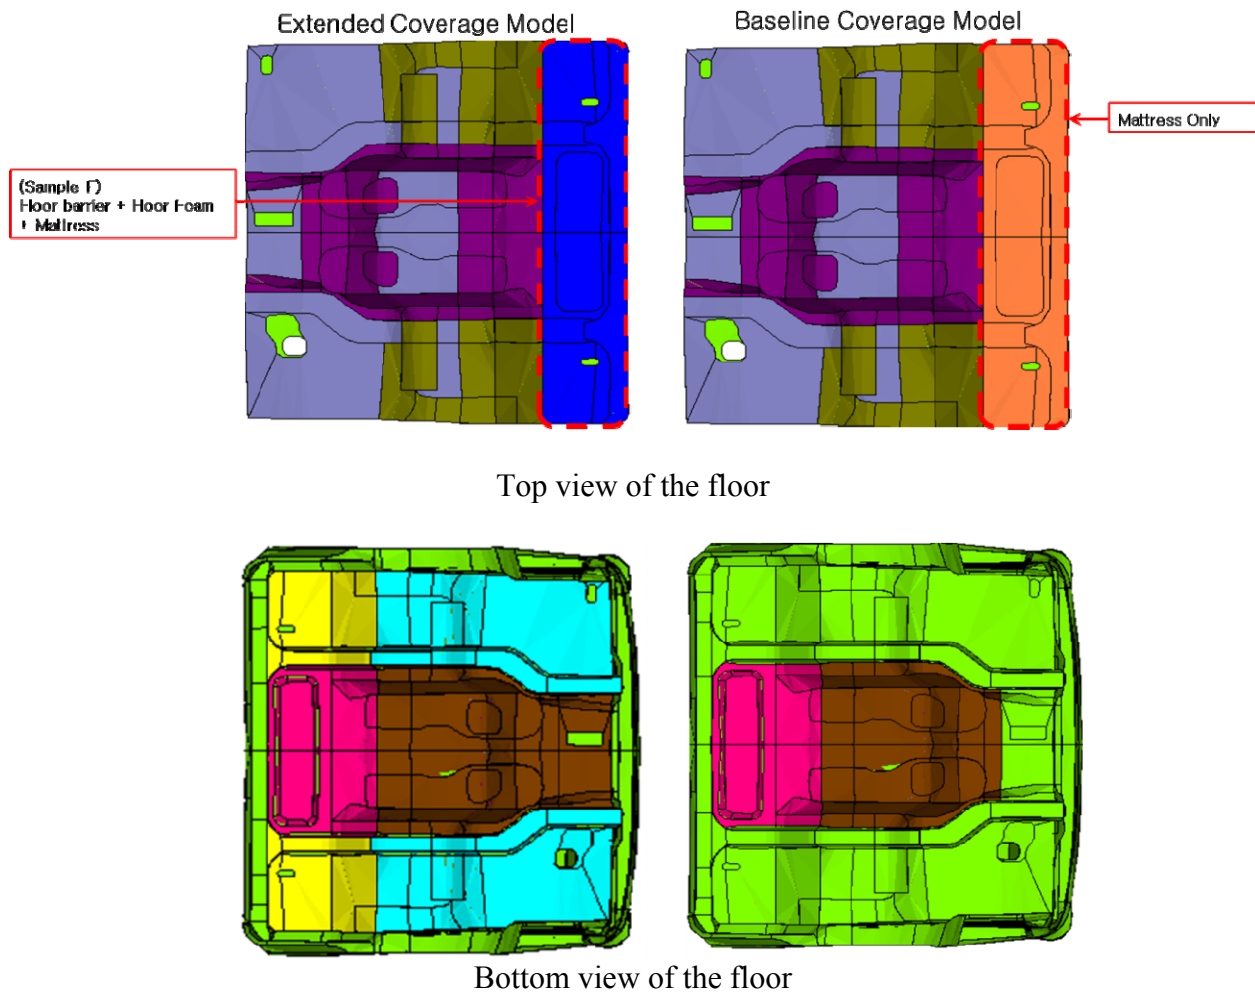 Extended Coverage Model
Baseline Coverage Model
Mattress Only
(Sample F)
Floor barrier + Floor Foam
+ Mattress
Top view of the floor
Bottom view of the floor